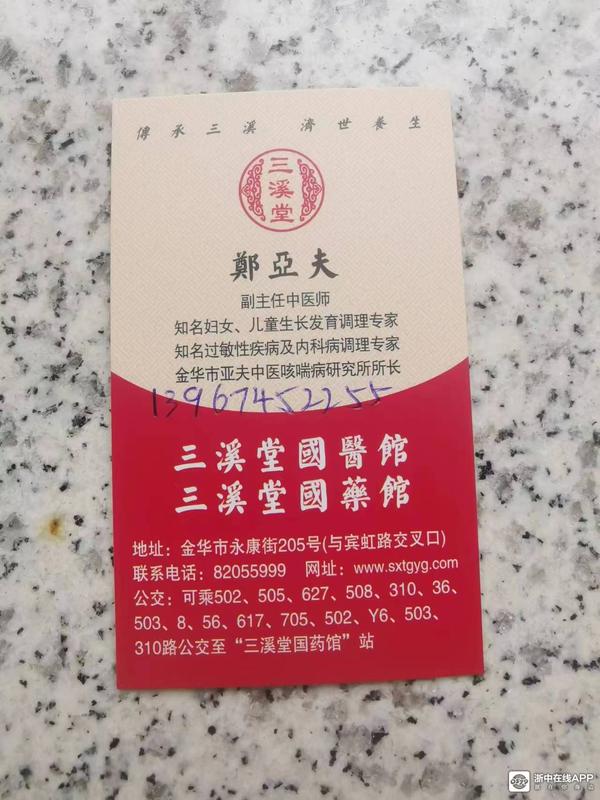 傳承三溪 濟世養生
三溪堂
鄭亞夫
副主任中医师
知名妇女、儿童生长发育调理专家
知名过敏性疾病及内科病调理专家
金华市亚夫中医咳喘病研究所所长
13967452255
三溪堂國醫館
三溪堂國藥館
地址：金华市永康街205号(与宾虹路交叉口)
联系电话：82055999 网址：www.sxtgyg.com
公交：可乘502、505、627、508、310、36、
503、8、56、617、705、502、Y6、503、
310路公交至“三溪堂国药馆”站
浙中在线APP